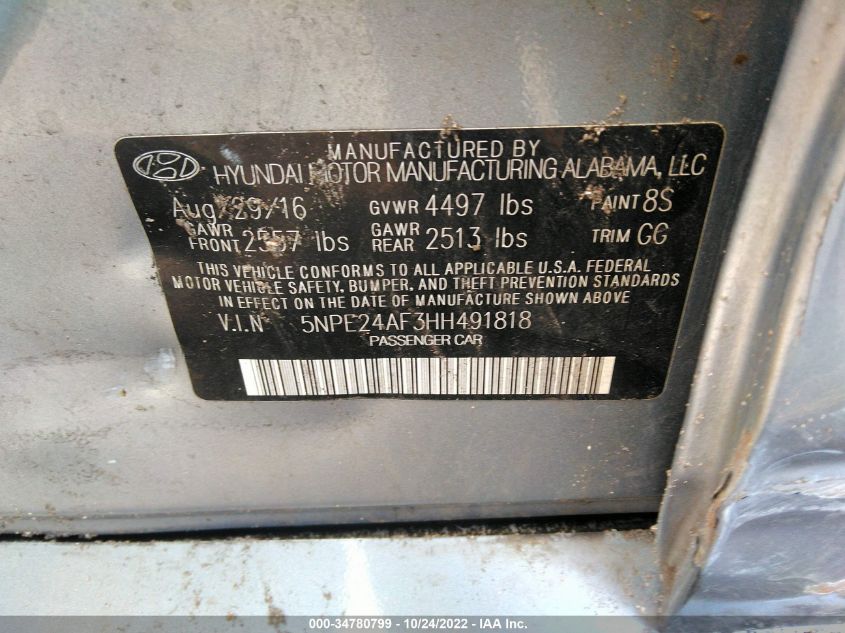 MANUFACTURED BY
HYUNDAI MOTOR MANUFACTURING ALABAMA, LLC
Aug/29/16 GVWR 4497 lbs PAINT 8S
GAWR FRONT 2557 lbs GAWR REAR 2513 lbs TRIM GG
THIS VEHICLE CONFORMS TO ALL APPLICABLE U.S.A. FEDERAL
MOTOR VEHICLE SAFETY, BUMPER, AND THEFT PREVENTION STANDARDS
IN EFFECT ON THE DATE OF MANUFACTURE SHOWN ABOVE
V.I.N 5NPE24AF3HH491818
PASSENGER CAR
000-34780799 - 10/24/2022 - IAA Inc.